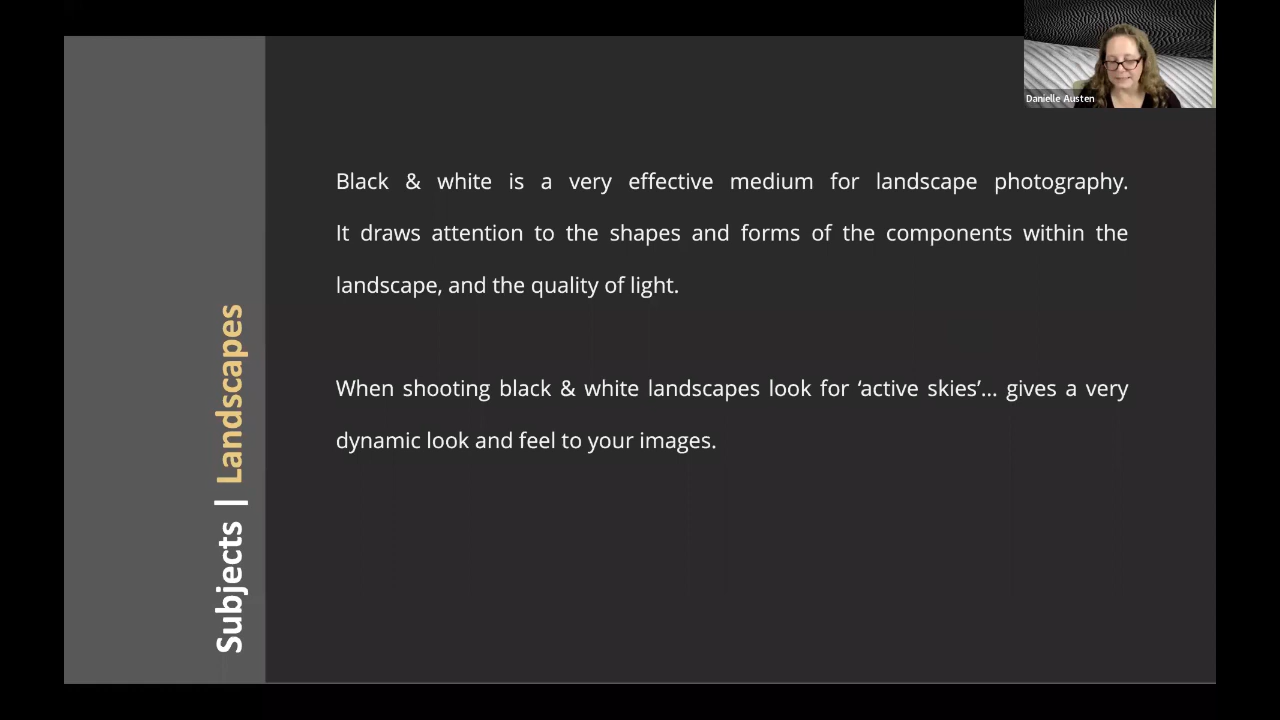 Danielle Austen
Black & white is a very effective medium for landscape photography.
It draws attention to the shapes and forms of the components within the
landscape, and the quality of light.
When shooting black & white landscapes look for ‘active skies’... gives a very
dynamic look and feel to your images.
Subjects | Landscapes